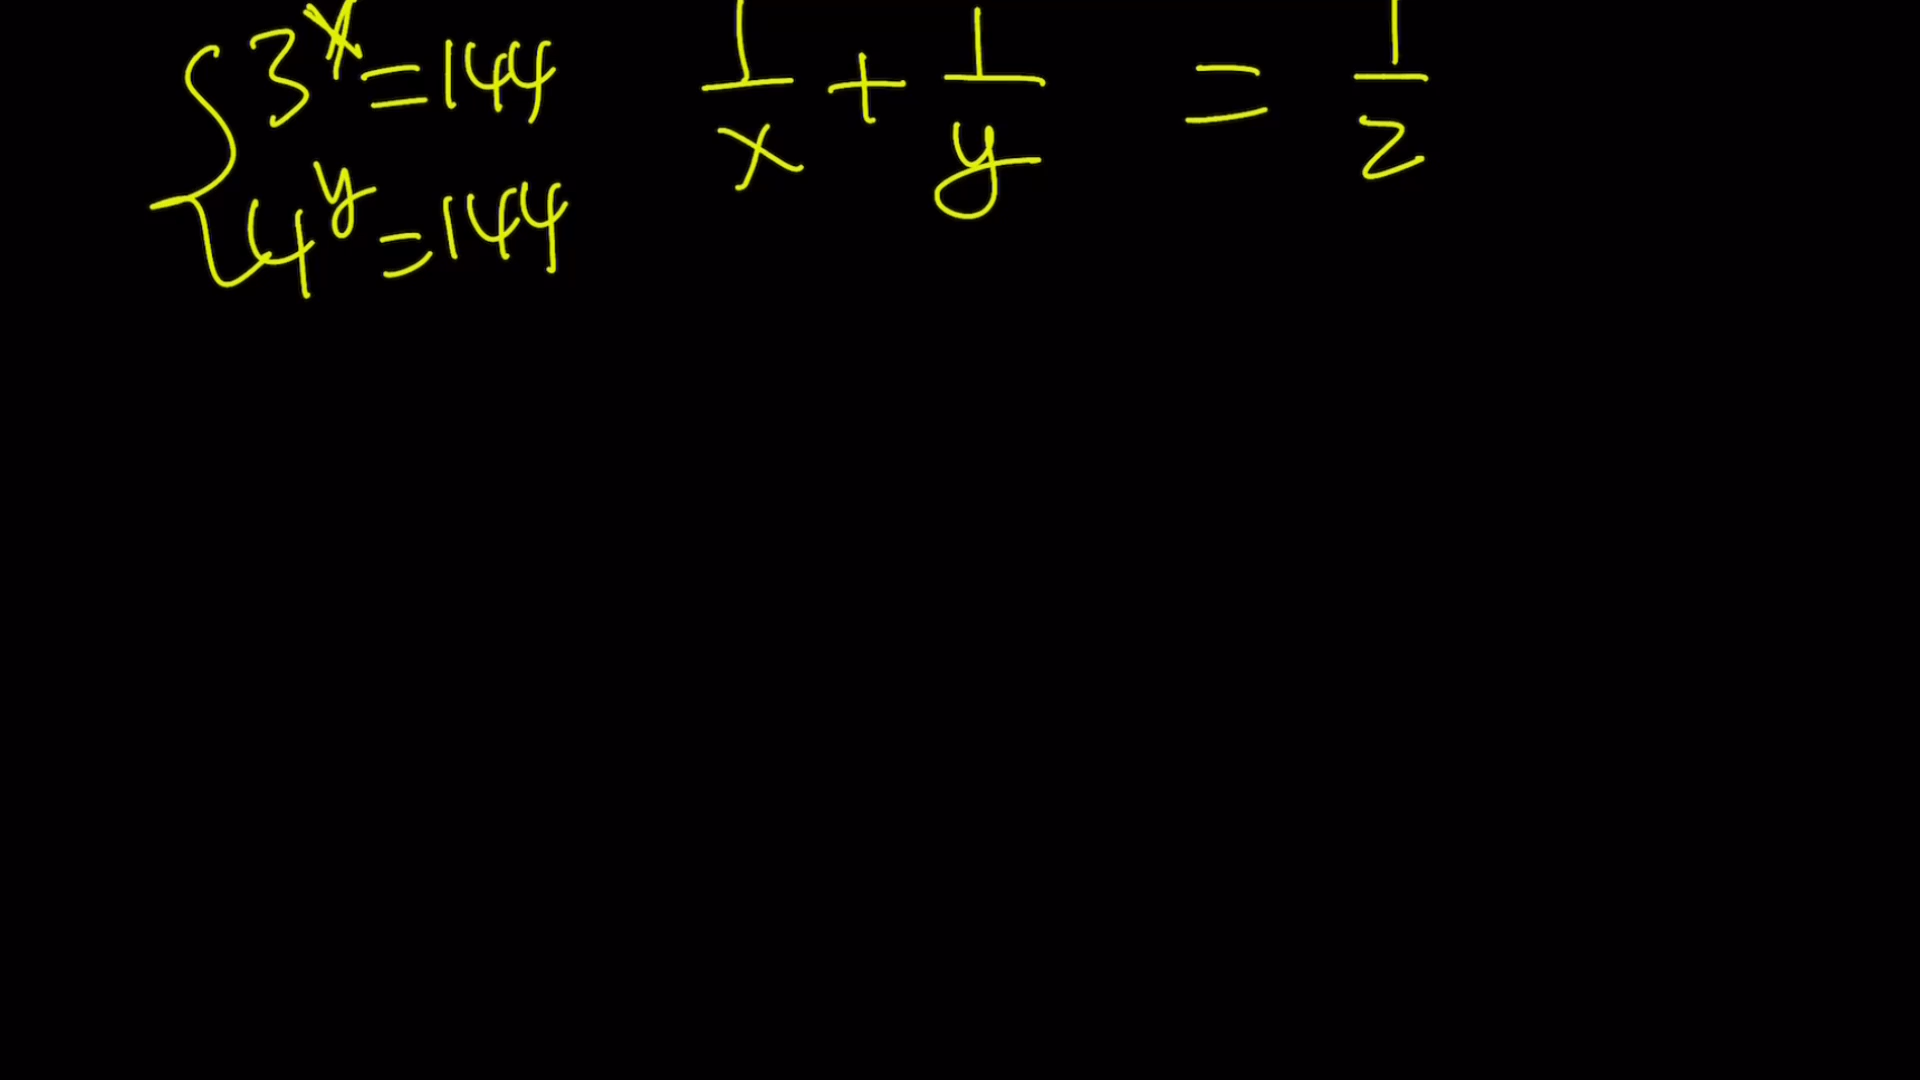 3^x = 144    1/x + 1/y = 1/2
4^y = 144